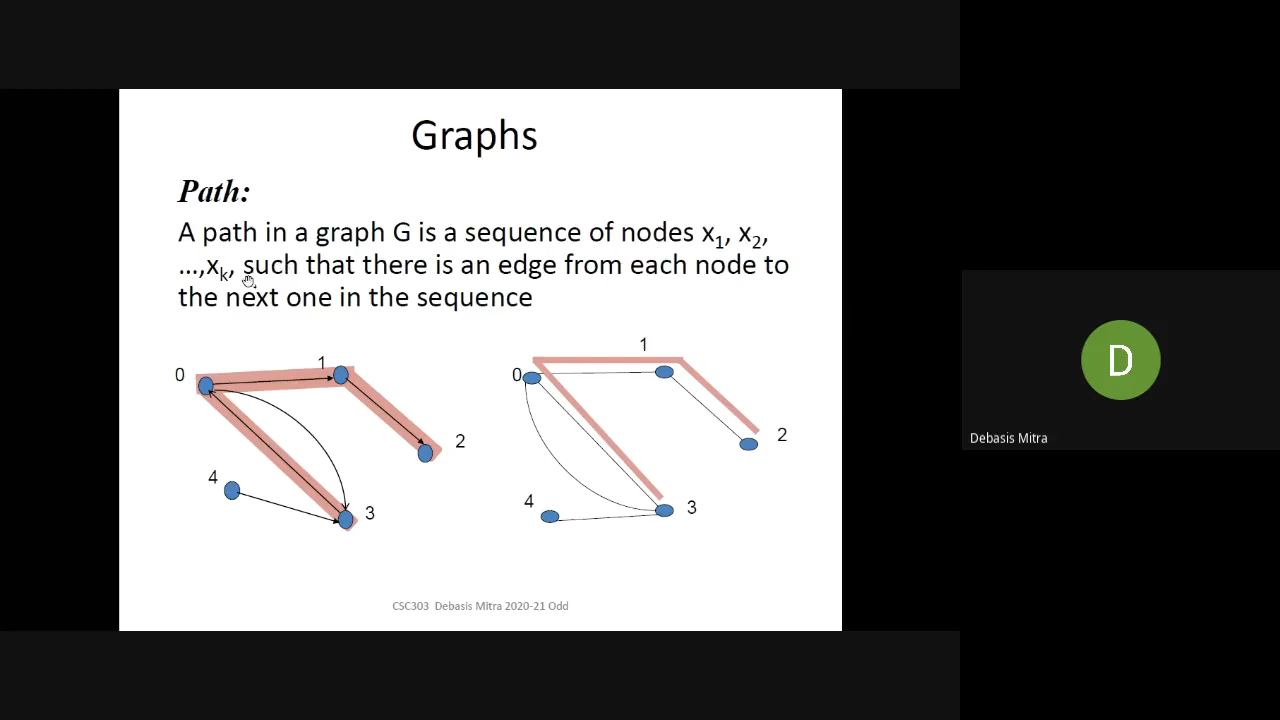 Graphs
Path:
A path in a graph G is a sequence of nodes x1, x2,
…,xk, such that there is an edge from each node to
the next one in the sequence
0
1
2
4
3
0
1
2
4
3
CSC303 Debasis Mitra 2020-21 Odd
D
Debasis Mitra